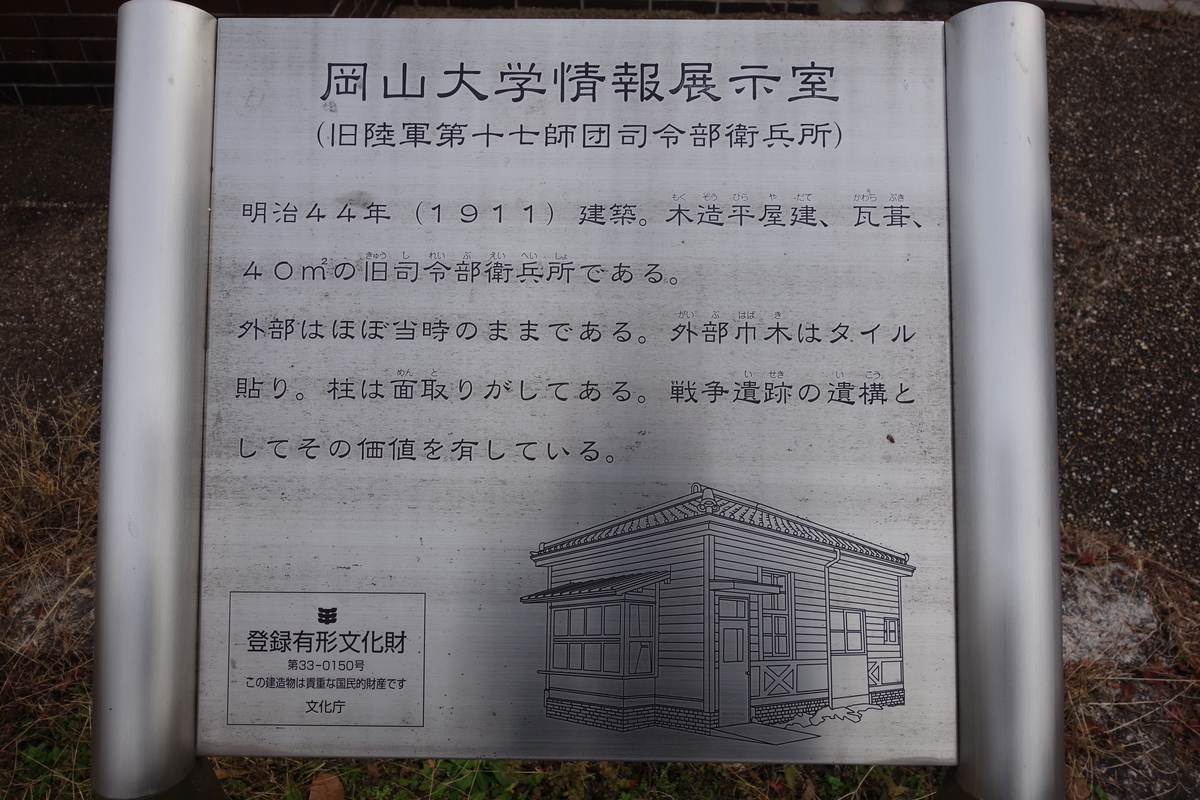 岡山大学情報展示室
(旧陸軍第十七師団司令部衛兵所)
明治44年(1911)建築。木造平屋建、瓦葺、
40㎡の旧司令部衛兵所である。
外部はほぼ当時のままである。外部巾木はタイル
貼り。柱は面取りがしてある。戦争遺跡の遺構と
してその価値を有している。
登録有形文化財
第33-0150号
この建造物は貴重な国民的財産です
文化庁